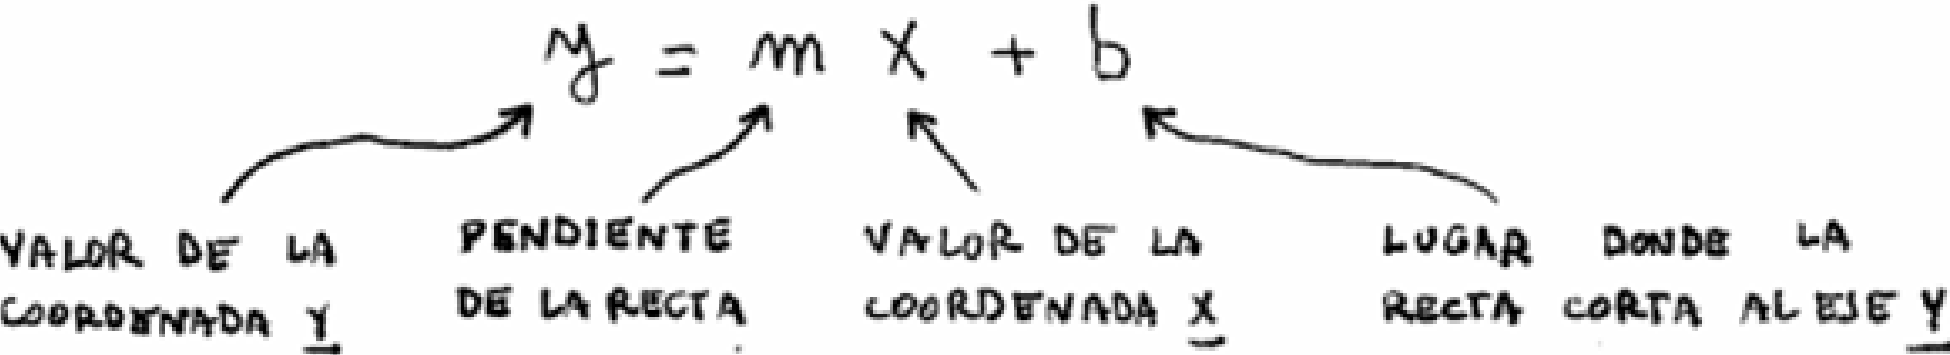 y = m x + b
VALOR DE LA
COORDENADA Y
PENDIENTE
DE LA RECTA
VALOR DE LA
COORDENADA X
LUGAR DONDE LA
RECTA CORTA AL EJE Y